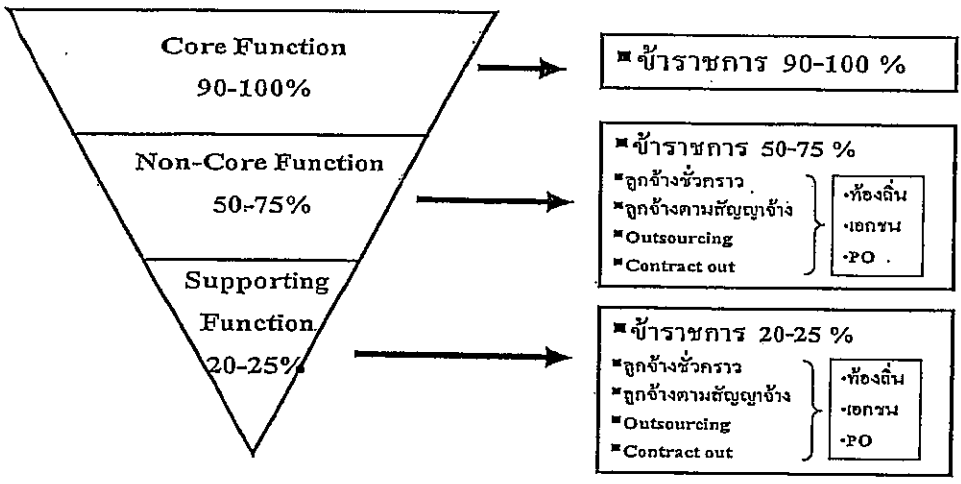 Core Function
90-100%
■ข้าราชการ 90-100 %
Non-Core Function
50-75%
■ข้าราชการ 50-75 %
■ลูกจ้างชั่วคราว
■ลูกจ้างตามสัญญาจ้าง
■Outsourcing
■Contract out
•ท้องถิ่น
•เอกชน
•PO
Supporting
Function
20-25%
■ข้าราชการ 20-25 %
■ลูกจ้างชั่วคราว
■ลูกจ้างตามสัญญาจ้าง
■Outsourcing
■Contract out
•ท้องถิ่น
•เอกชน
•PO